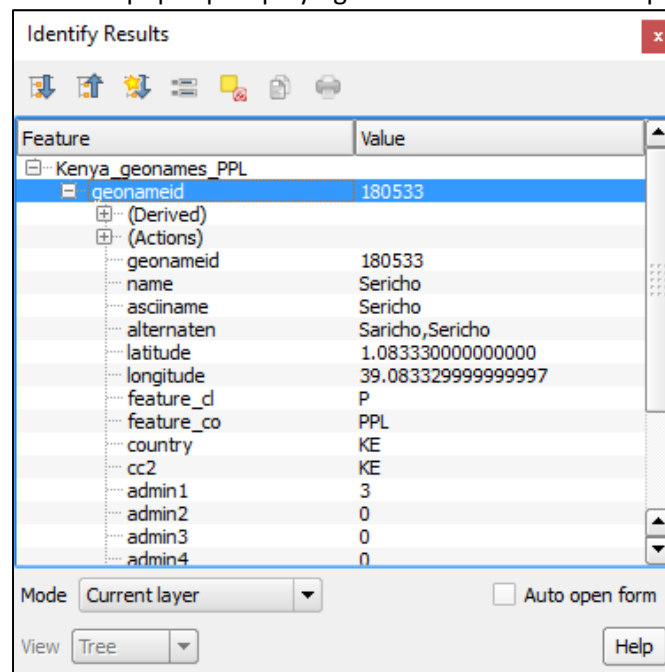 Identify Results
x
Feature Value
Kenya_geonames_PPL
geonameid 180533
(Derived)
(Actions)
geonameid 180533
name Sericho
asciiname Sericho
alternaten Saricho,Sericho
latitude 1.083330000000000
longitude 39.083329999999997
feature_cl P
feature_co PPL
country KE
cc2 KE
admin1 3
admin2 0
admin3 0
admin4 0
Mode Current layer Auto open form
View Tree Help